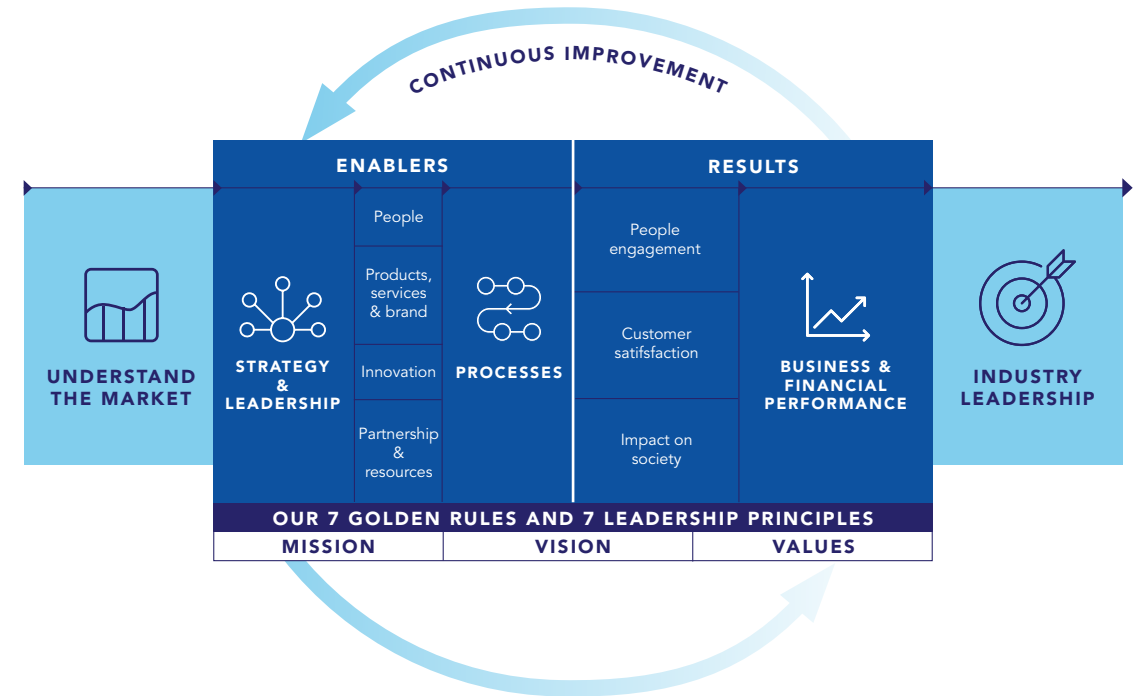 CONTINUOUS IMPROVEMENT
ENABLERS
RESULTS
UNDERSTAND
THE MARKET
STRATEGY
&
LEADERSHIP
People
Products,
services
& brand
Innovation
Partnership
&
resources
PROCESSES
People
engagement
Customer
satifsfaction
Impact on
society
BUSINESS &
FINANCIAL
PERFORMANCE
INDUSTRY
LEADERSHIP
OUR 7 GOLDEN RULES AND 7 LEADERSHIP PRINCIPLES
MISSION
VISION
VALUES